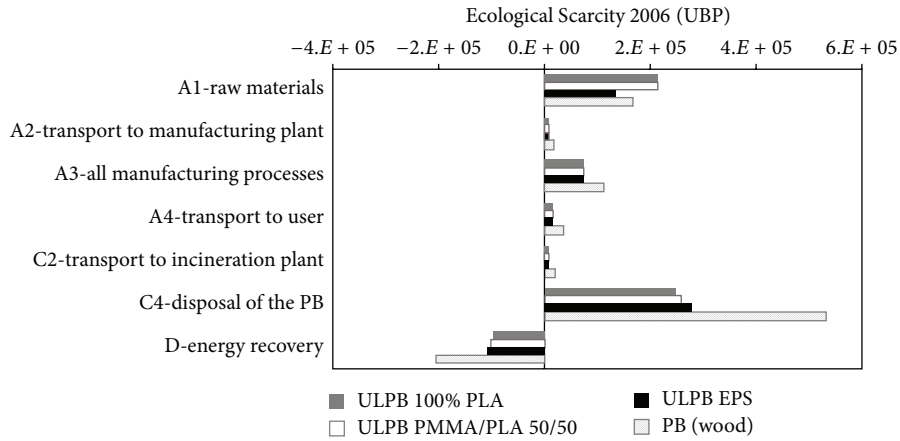 Ecological Scarcity 2006 (UBP)
−4.E + 05 −2.E + 05 0.E + 00 2.E + 05 4.E + 05 6.E + 05
A1-raw materials
A2-transport to manufacturing plant
A3-all manufacturing processes
A4-transport to user
C2-transport to incineration plant
C4-disposal of the PB
D-energy recovery
ULPB 100% PLA ULPB EPS
ULPB PMMA/PLA 50/50 PB (wood)